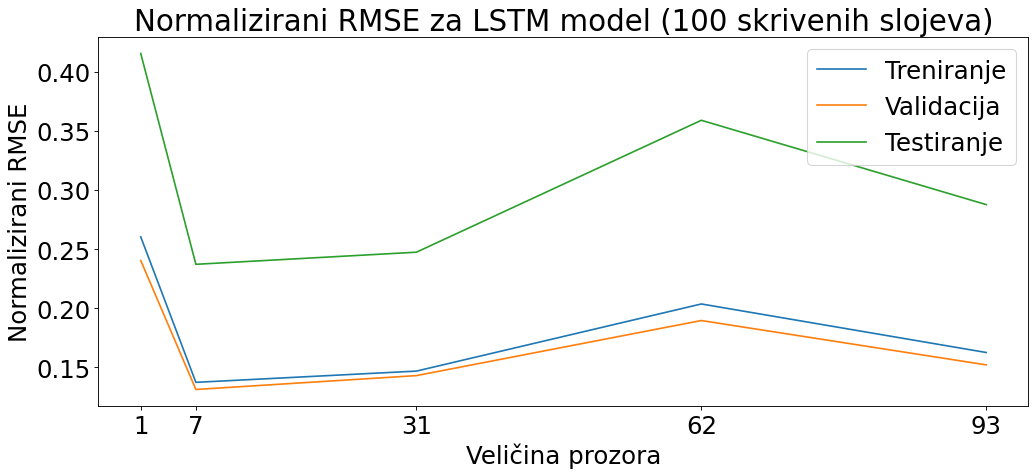 Normalizirani RMSE za LSTM model (100 skrivenih slojeva)
Normalizirani RMSE
0.40
0.35
0.30
0.25
0.20
0.15
Treniranje
Validacija
Testiranje
1 7 31 62 93
Veličina prozora